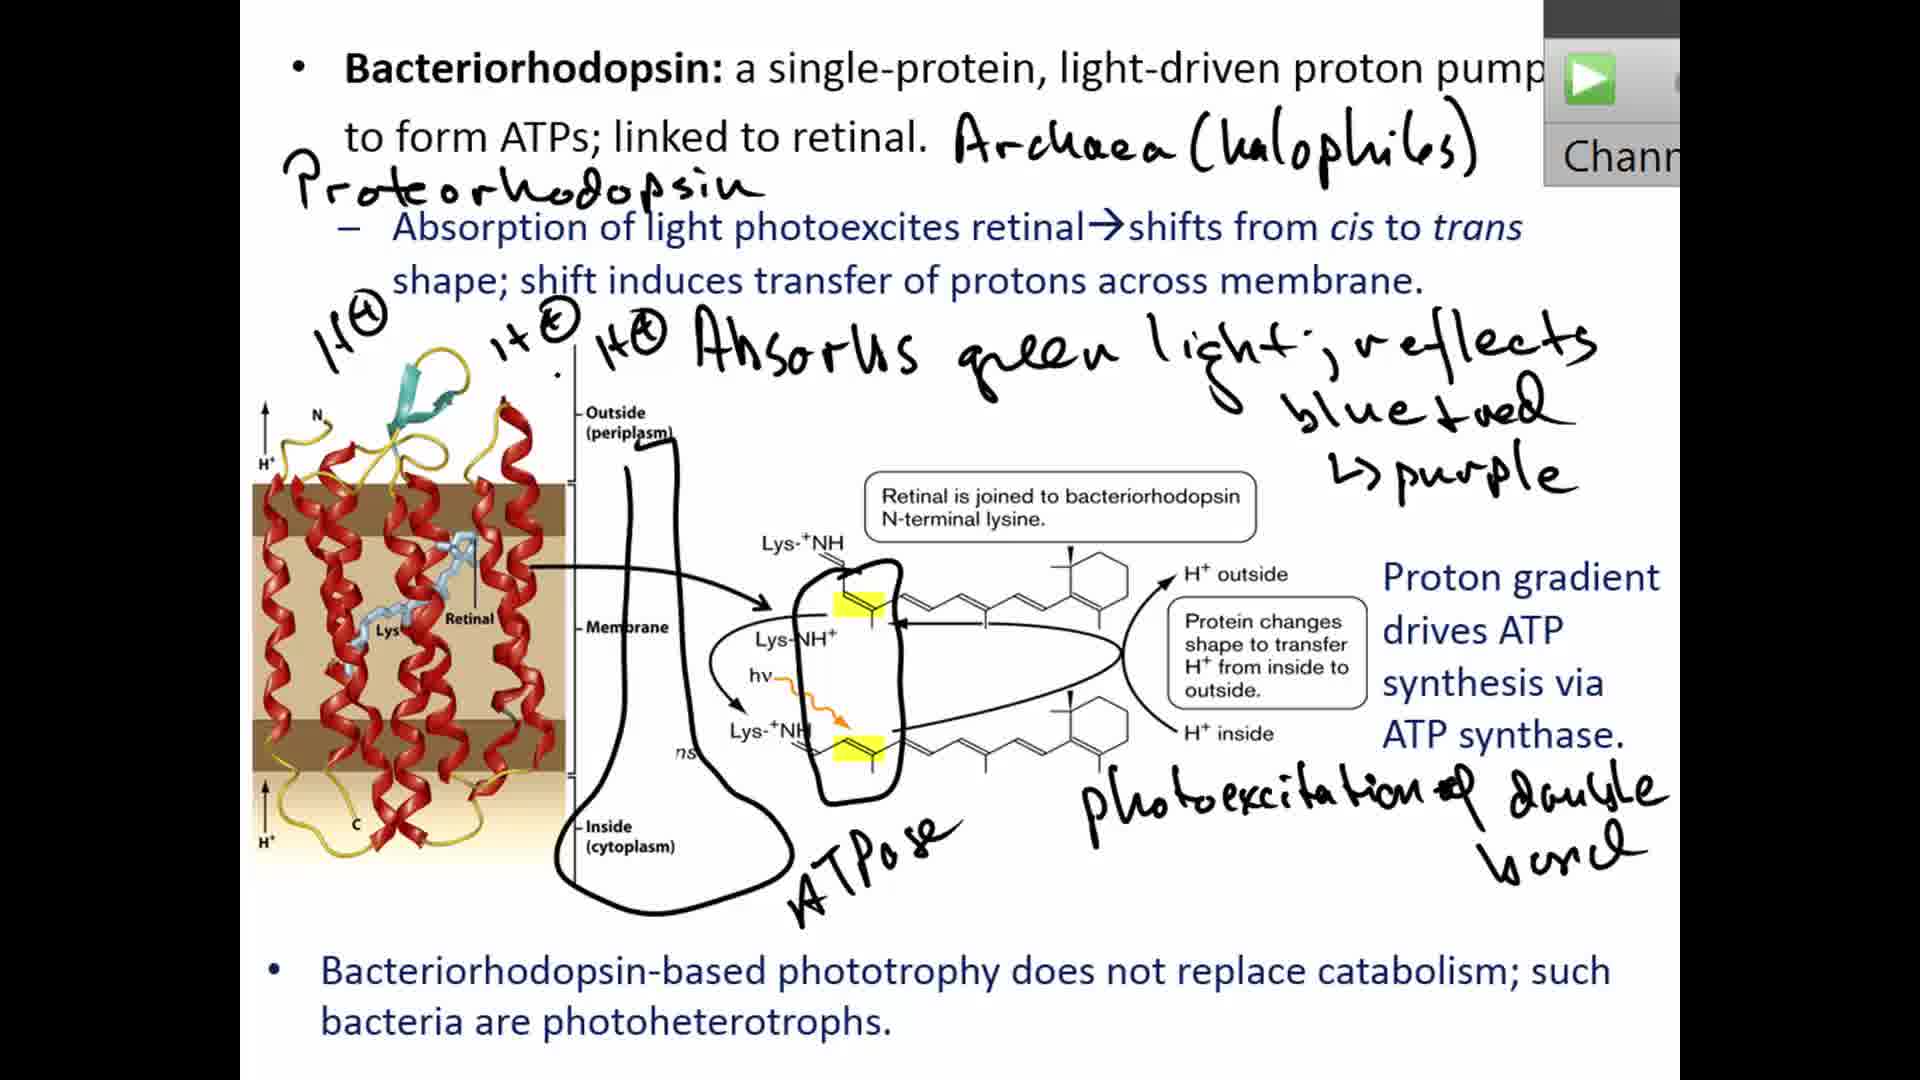 • Bacteriorhodopsin: a single-protein, light-driven proton pump
to form ATPs; linked to retinal. Archaea (halophiles)
Proteorhodopsin
– Absorption of light photoexcites retinal→shifts from cis to trans
shape; shift induces transfer of protons across membrane.
H⊕ H⊕ H⊕ Absorbs green light; reflects
blue + red
↳ purple
Chann
N
H⁺
Outside
(periplasm)
Retinal
Lys
Membrane
C
H⁺
Inside
(cytoplasm)
Retinal is joined to bacteriorhodopsin
N-terminal lysine.
Lys-⁺NH
Lys-NH⁺
hν
Lys-⁺NH
ns
H⁺ outside
Protein changes
shape to transfer
H⁺ from inside to
outside.
H⁺ inside
Proton gradient
drives ATP
synthesis via
ATP synthase.
photoexcitation of double
bond
ATPase
• Bacteriorhodopsin-based phototrophy does not replace catabolism; such
bacteria are photoheterotrophs.